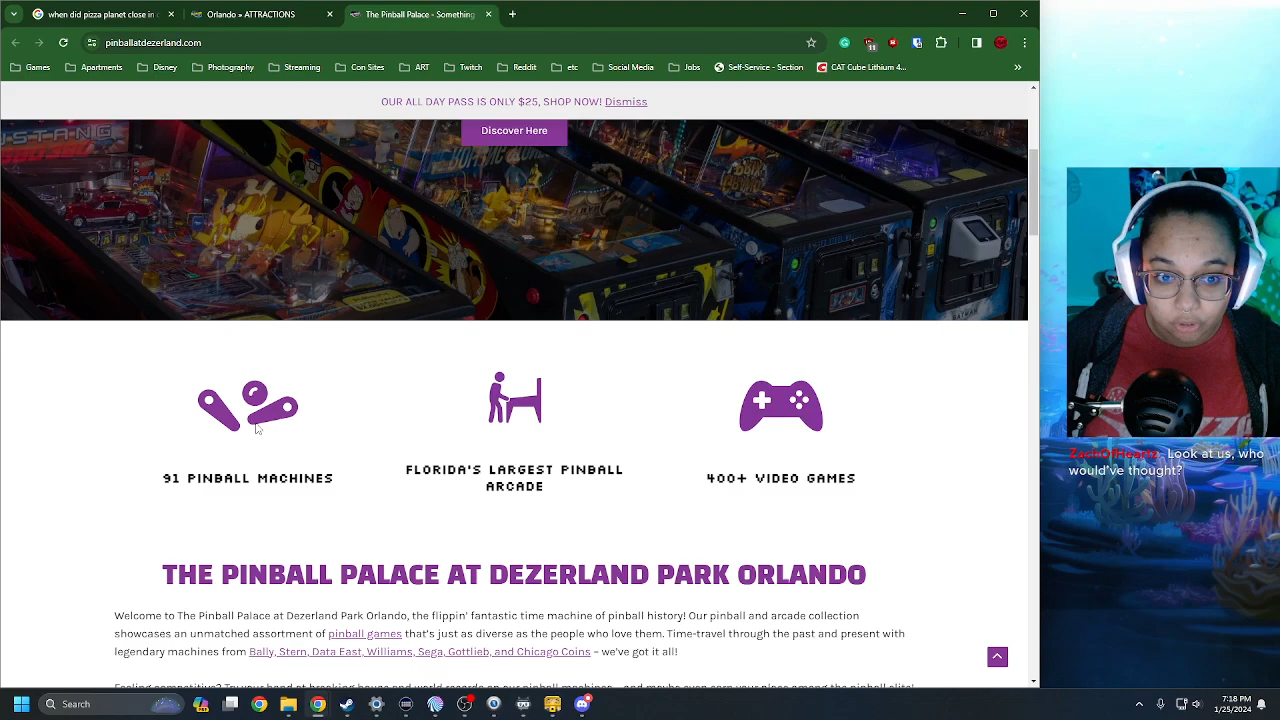 when did pizza planet close in
Orlando » ATTRACTIONS
The Pinball Palace - Something
pinballatdezerland.com
11
Games
Apartments
Disney
Photography
Streming
Con Sites
ART
Twitch
Reddit
etc
Social Media
Jobs
Self-Service - Section
CAT Cube Lithium 4...
»
OUR ALL DAY PASS IS ONLY $25, SHOP NOW! Dismiss
Discover Here
91 PINBALL MACHINES
FLORIDA'S LARGEST PINBALL
ARCADE
400+ VIDEO GAMES
THE PINBALL PALACE AT DEZERLAND PARK ORLANDO
Welcome to The Pinball Palace at Dezerland Park Orlando, the flippin' fantastic time machine of pinball history! Our pinball and arcade collection
showcases an unmatched assortment of pinball games that's just as diverse as the people who love them. Time-travel through the past and present with
legendary machines from Bally, Stern, Data East, Williams, Sega, Gottlieb, and Chicago Coins – we've got it all!
ZachOfHeartz: Look at us, who
would've thought?
Search
7:18 PM
1/25/2024